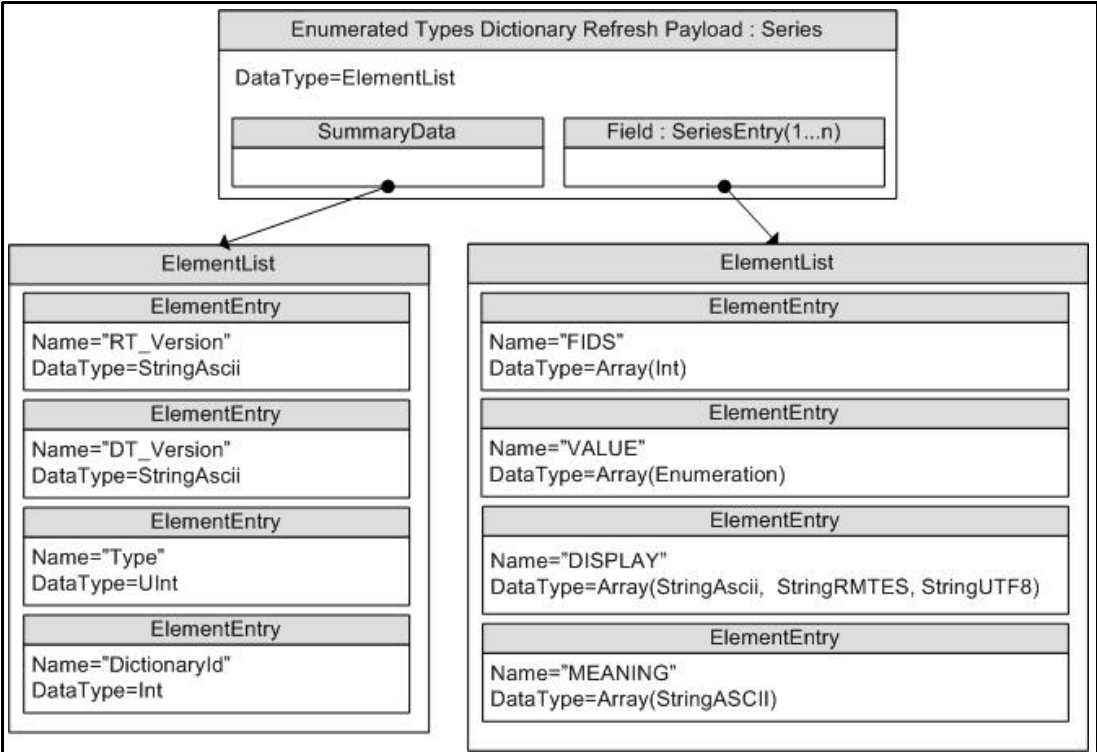 Enumerated Types Dictionary Refresh Payload : Series
DataType=ElementList
SummaryData
Field : SeriesEntry(1...n)
ElementList
ElementEntry
Name="RT_Version"
DataType=StringAscii
ElementEntry
Name="DT_Version"
DataType=StringAscii
ElementEntry
Name="Type"
DataType=UInt
ElementEntry
Name="DictionaryId"
DataType=Int
ElementList
ElementEntry
Name="FIDS"
DataType=Array(Int)
ElementEntry
Name="VALUE"
DataType=Array(Enumeration)
ElementEntry
Name="DISPLAY"
DataType=Array(StringAscii, StringRMTES, StringUTF8)
ElementEntry
Name="MEANING"
DataType=Array(StringASCII)